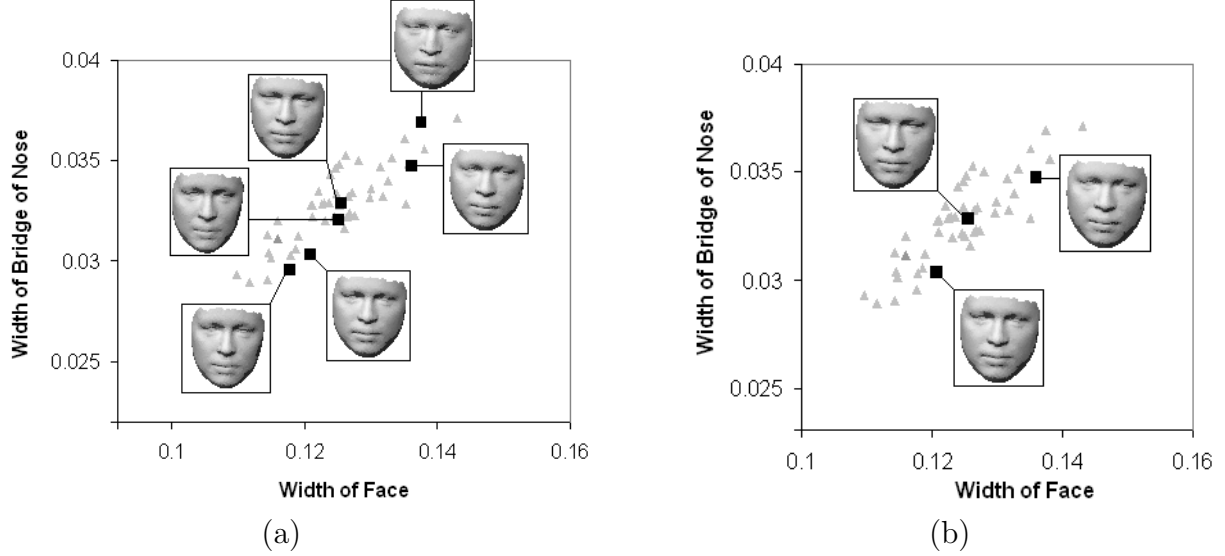 0.04
0.035
0.03
0.025
Width of Bridge of Nose
0.1 0.12 0.14 0.16
Width of Face
(a)
0.04
0.035
0.03
0.025
Width of Bridge of Nose
0.1 0.12 0.14 0.16
Width of Face
(b)